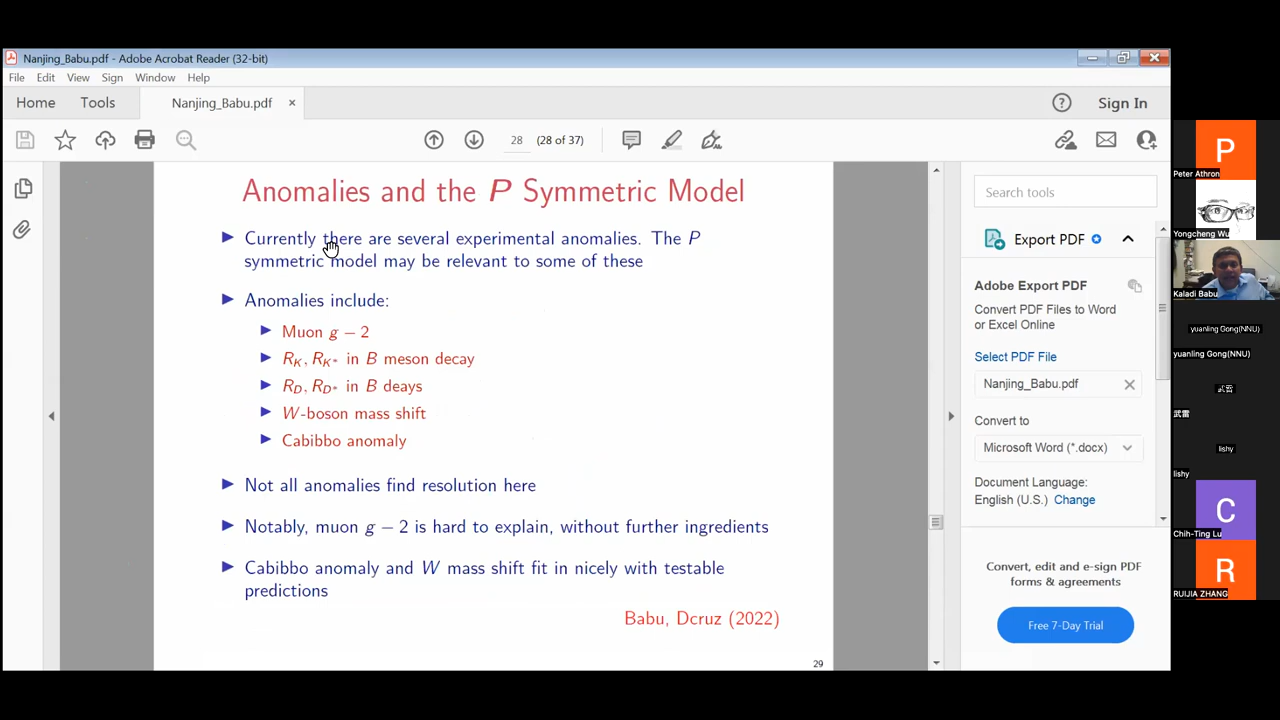 Nanjing_Babu.pdf - Adobe Acrobat Reader (32-bit)
File Edit View Sign Window Help
Home Tools Nanjing_Babu.pdf × Sign In
28 (28 of 37)
Anomalies and the P Symmetric Model
Currently there are several experimental anomalies. The P
symmetric model may be relevant to some of these
Anomalies include:
Muon g − 2
R_K, R_K* in B meson decay
R_D, R_D* in B deays
W-boson mass shift
Cabibbo anomaly
Not all anomalies find resolution here
Notably, muon g − 2 is hard to explain, without further ingredients
Cabibbo anomaly and W mass shift fit in nicely with testable
predictions
Babu, Dcruz (2022)
29
Search tools
Export PDF
Adobe Export PDF
Convert PDF Files to Word
or Excel Online
Select PDF File
Nanjing_Babu.pdf
Convert to
Microsoft Word (*.docx)
Document Language:
English (U.S.) Change
Convert, edit and e-sign PDF
forms & agreements
Free 7-Day Trial
P
Peter Athron
Yongcheng Wu
Kaladi Babu
yuanling Gong(NNU)
yuanling Gong(NNU)
武雷
武雷
lishy
lishy
C
Chih-Ting Lu
R
RUIJIA ZHANG